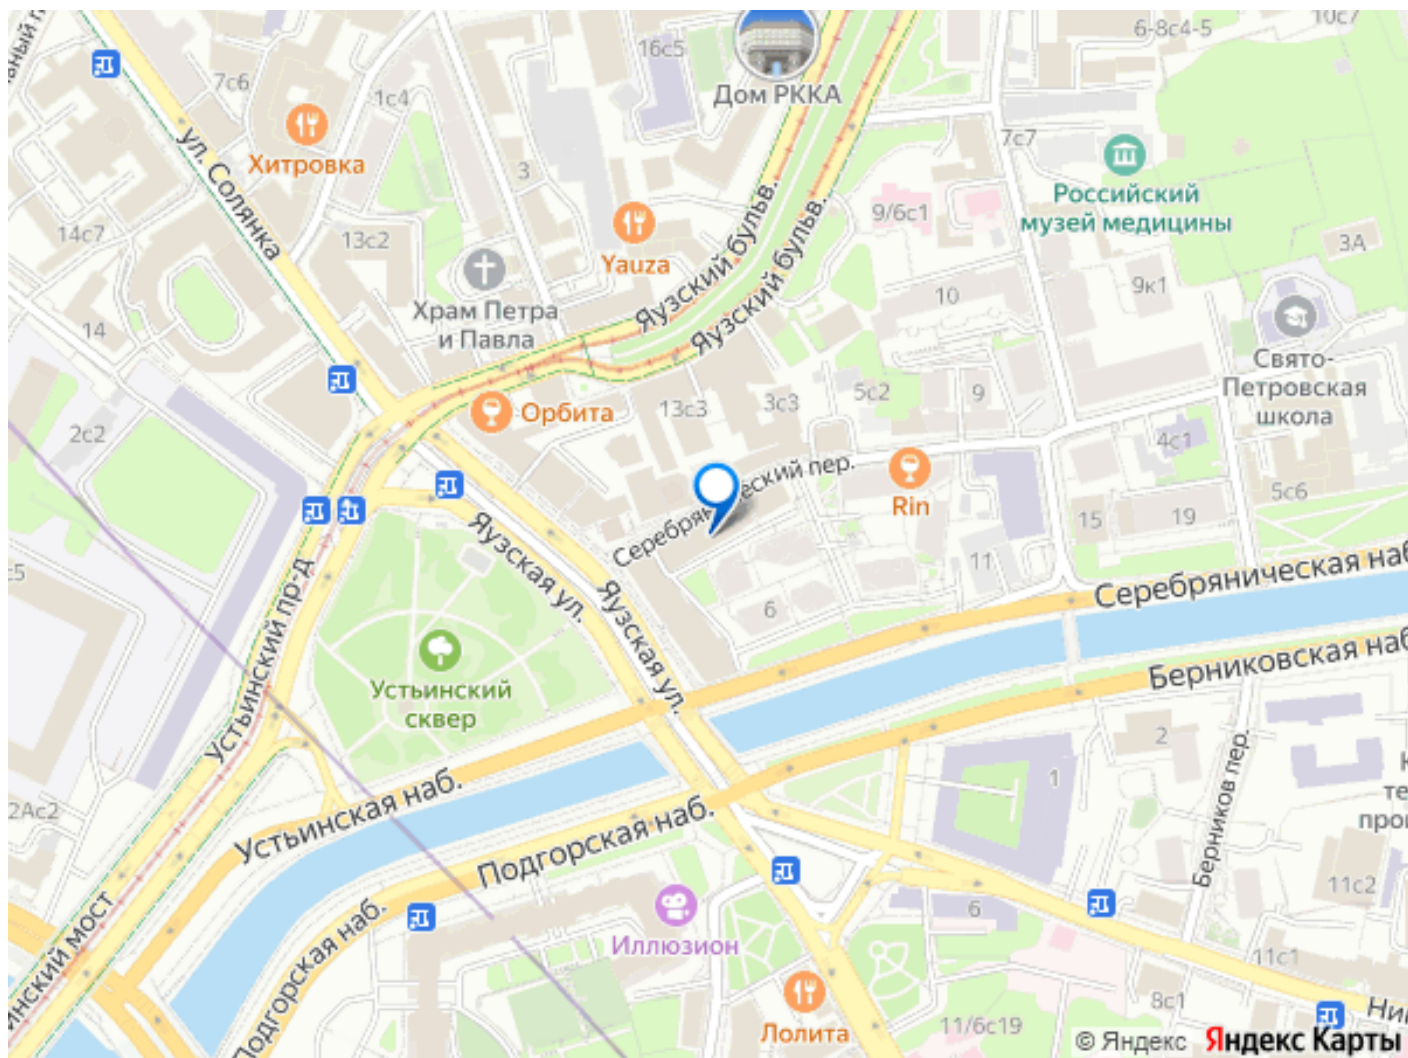 10с7
6-8с4-5
16с5
Дом РККА
7с6
1с4
ул. Солянка
Хитровка
3
7с7
Российский
музей медицины
9/6с1
3А
14с7
13с2
Yauza
Яузский бульв.
Яузский бульв.
Храм Петра
и Павла
10
9к1
14
Свято-
Петровская
школа
2с2
Орбита
13с3
3с3
5с2
9
4с1
Серебрянический пер.
Rin
5с6
15
19
11
Яузская ул.
Яузская ул.
6
Серебряническая наб
Устьинский пр-д
Устьинский
сквер
Берниковская наб
2
1
2Ас2
Устьинская наб.
Подгорская наб.
Берников пер.
11с2
6
Иллюзион
Подгорская наб.
инский мост
11с1
8с1
Лолита
11/6с19
© Яндекс Яндекс Карты